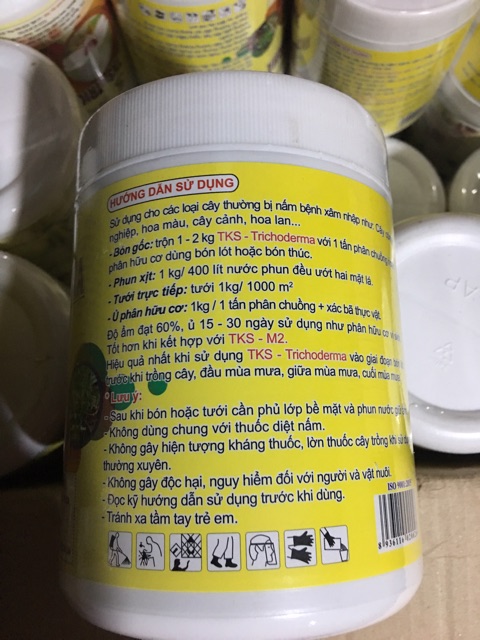 HƯỚNG DẪN SỬ DỤNG
Sử dụng cho các loại cây thường bị nấm bệnh xâm nhập như: Cây
nghiệp, hoa màu, cây cảnh, hoa lan...
- Bón gốc: trộn 1 - 2 kg TKS - Trichoderma với 1 tấn phân chuồng
phân hữu cơ dùng bón lót hoặc bón thúc.
- Phun xịt: 1 kg/ 400 lít nước phun đều ướt hai mặt lá.
- Tưới trực tiếp: tưới 1kg/ 1000 m²
- Ủ phân hữu cơ: 1kg / 1 tấn phân chuồng + xác bã thực vật.
Độ ẩm đạt 60%, ủ 15 - 30 ngày sử dụng như phân hữu cơ
Tốt hơn khi kết hợp với TKS - M2.
Hiệu quả nhất khi sử dụng TKS - Trichoderma vào giai đoạn
trước khi trồng cây, đầu mùa mưa, giữa mùa mưa, cuối mùa mưa
* Lưu ý:
- Sau khi bón hoặc tưới cần phủ lớp bề mặt và phun nước
- Không dùng chung với thuốc diệt nấm.
- Không gây hiện tượng kháng thuốc, lờn thuốc cây trồng khi sử
thường xuyên.
- Không gây độc hại, nguy hiểm đối với người và vật nuôi.
- Đọc kỹ hướng dẫn sử dụng trước khi dùng.
- Tránh xa tầm tay trẻ em.
ISO 9001